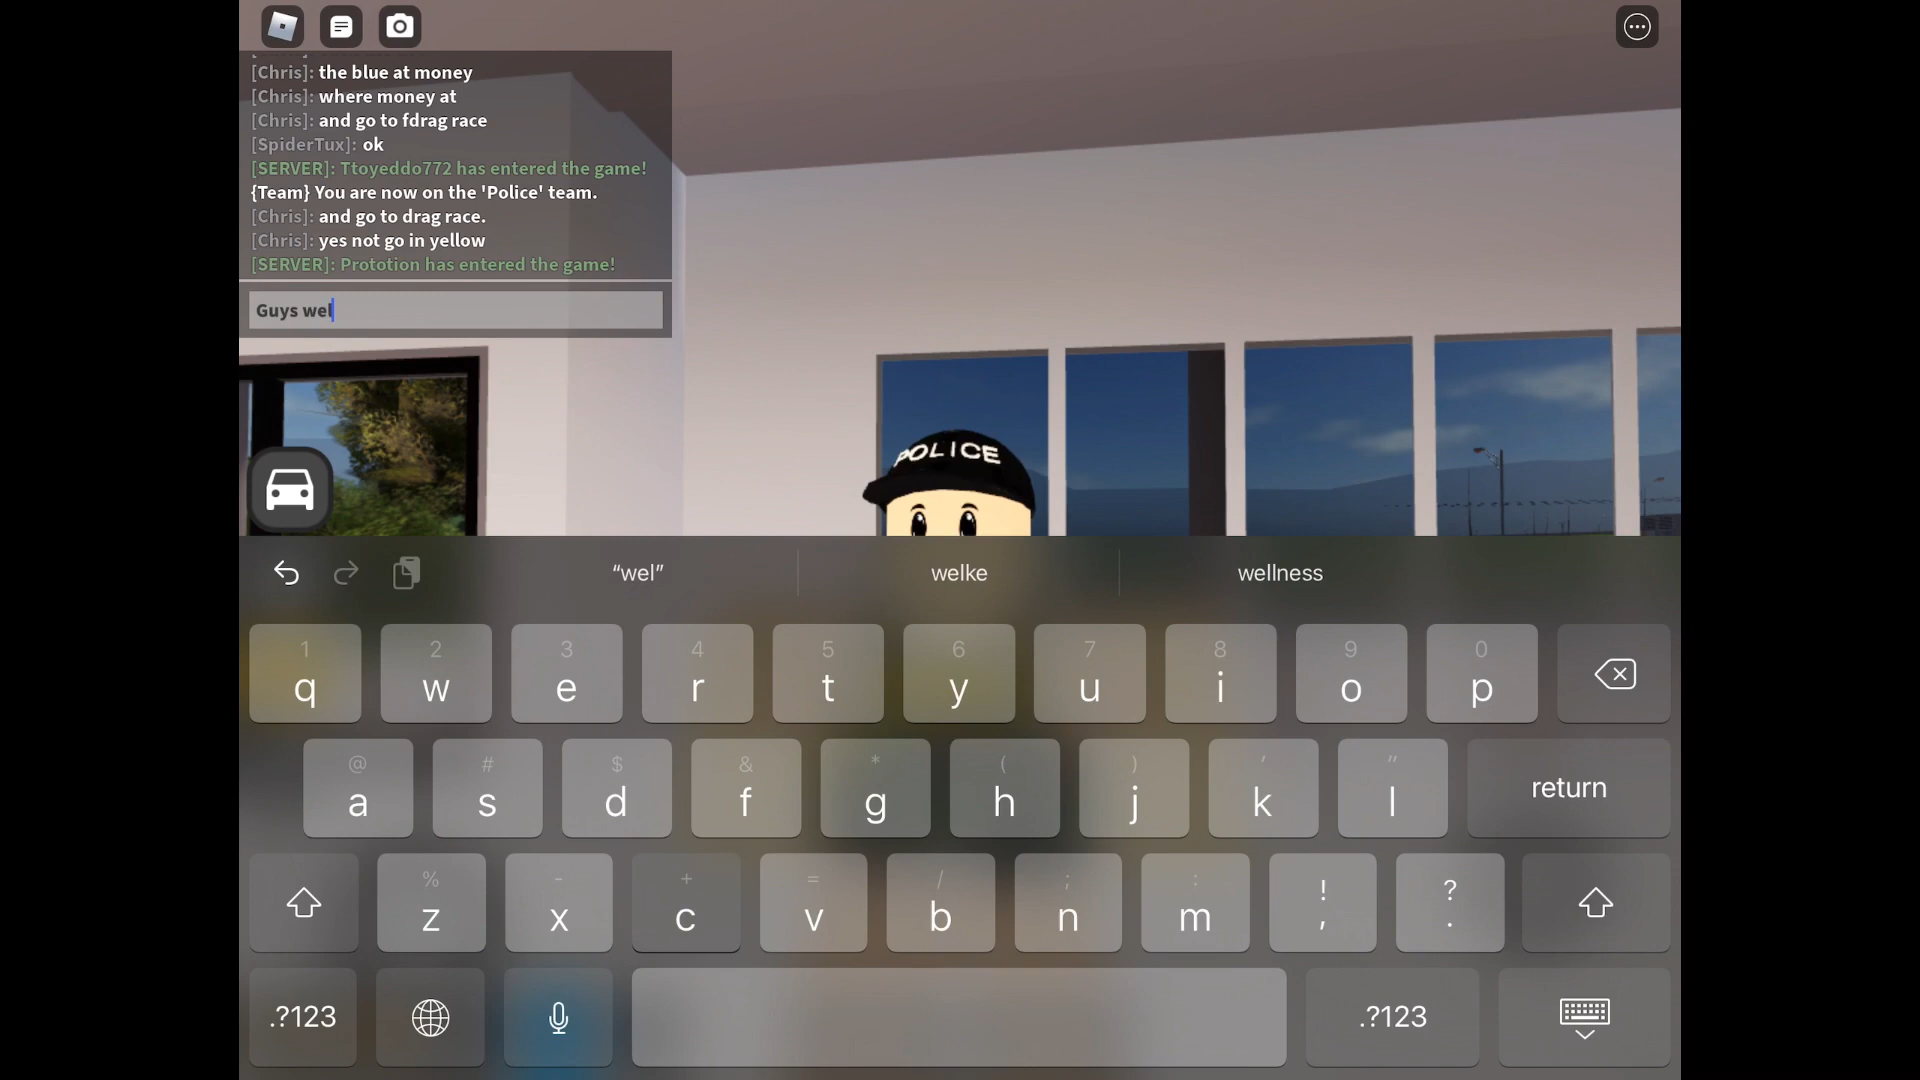 [Chris]: the blue at money
[Chris]: where money at
[Chris]: and go to fdrag race
[SpiderTux]: ok
[SERVER]: Ttoyeddo772 has entered the game!
{Team} You are now on the 'Police' team.
[Chris]: and go to drag race.
[Chris]: yes not go in yellow
[SERVER]: Prototion has entered the game!
Guys wel
POLICE
“wel” welke wellness
1 2 3 4 5 6 7 8 9 0
q w e r t y u i o p
@ # $ & * ( ) ' "
a s d f g h j k l return
% - + = / ; : ! ?
z x c v b n m , .
.?123 .?123